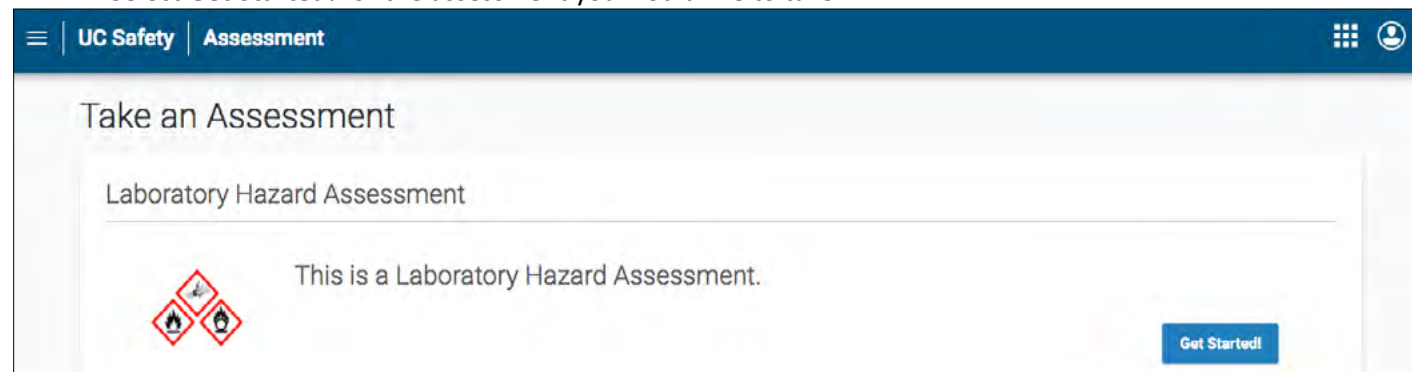 UC Safety Assessment
Take an Assessment
Laboratory Hazard Assessment
This is a Laboratory Hazard Assessment.
Get Started!